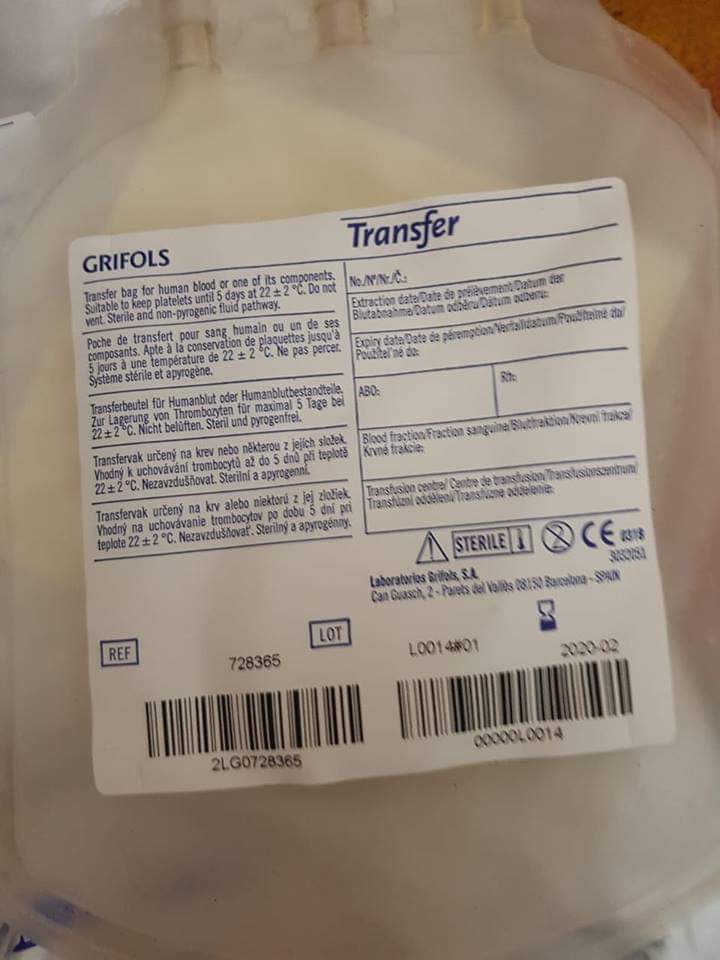 GRIFOLS
Transfer
Transfer bag for human blood or one of its components.
Suitable to keep platelets until 5 days at 22 ± 2 °C. Do not
vent. Sterile and non-pyrogenic fluid pathway.
Poche de transfert pour sang humain ou un de ses
composants. Apte à la conservation de plaquettes jusqu'à
5 jours à une température de 22 ± 2 °C. Ne pas percer.
Système stérile et apyrogène.
Transferbeutel für Humanblut oder Humanblutbestandteile.
Zur Lagerung von Thrombozyten für maximal 5 Tage bei
22 ± 2 °C. Nicht belüften. Steril und pyrogenfrei.
Transfervak určený na krev nebo některou z jejích složek.
Vhodný k uchovávání trombocytů až do 5 dnů při teplotě
22 ± 2 °C. Nezavzdušňovat. Sterilní a apyrogenní.
Transfervak určený na krv alebo niektorú z jej zložiek.
Vhodný na uchovávanie trombocytov po dobu 5 dní pri
teplote 22 ± 2 °C. Nezavzdušňovať. Sterilný a apyrogénny.
No./Nº/Nr./Č.:
Extraction date/Date de prélèvement/Datum der
Blutabnahme/Datum odběru/Dátum odberu:
Expiry date/Date de péremption/Verfalldatum/Použitelné do/
Použiteľné do:
ABO:
Rh:
Blood fraction/Fraction sanguine/Blutfraktion/Krevní frakce/
Krvné frakcie:
Transfusion centre/ Centre de transfusion/Transfusionszentrum/
Transfúzní oddělení/Transfúzne oddelenie:
STERILE
2
CE 0318
3032051
Laboratorios Grifols, S.A.
Can Guasch, 2 - Parets del Vallès 08150 Barcelona - SPAIN
REF
728365
LOT
L0014#01
2020-02
2LG0728365
00000L0014